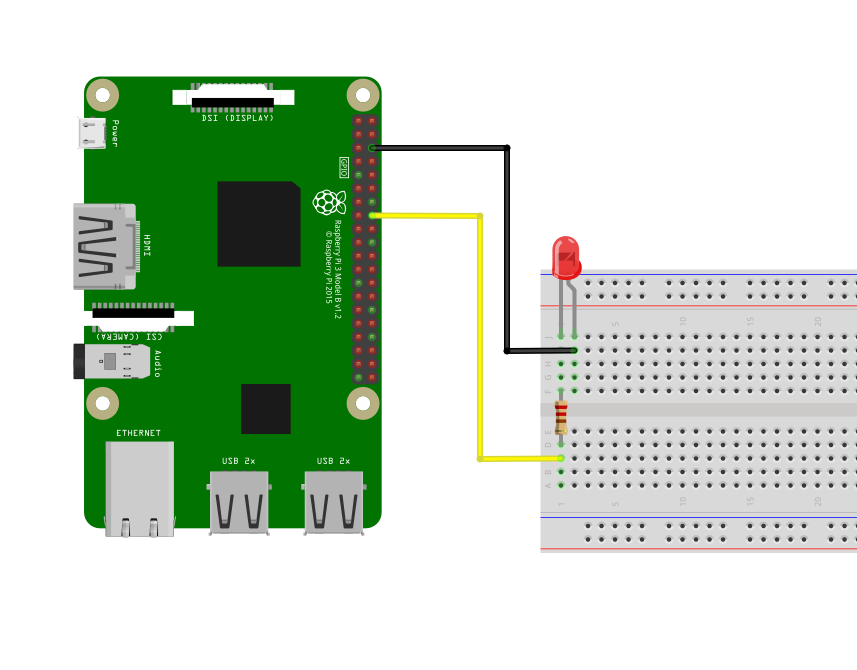 DSI (DISPLAY)
Power
GPIO
HDMI
Raspberry Pi 3 Model B v1.2
© Raspberry Pi 2015
CSI (CAMERA)
Audio
ETHERNET
USB 2x
USB 2x
5
10
15
20
J
I
H
G
F
E
D
C
B
A
1
5
10
15
20